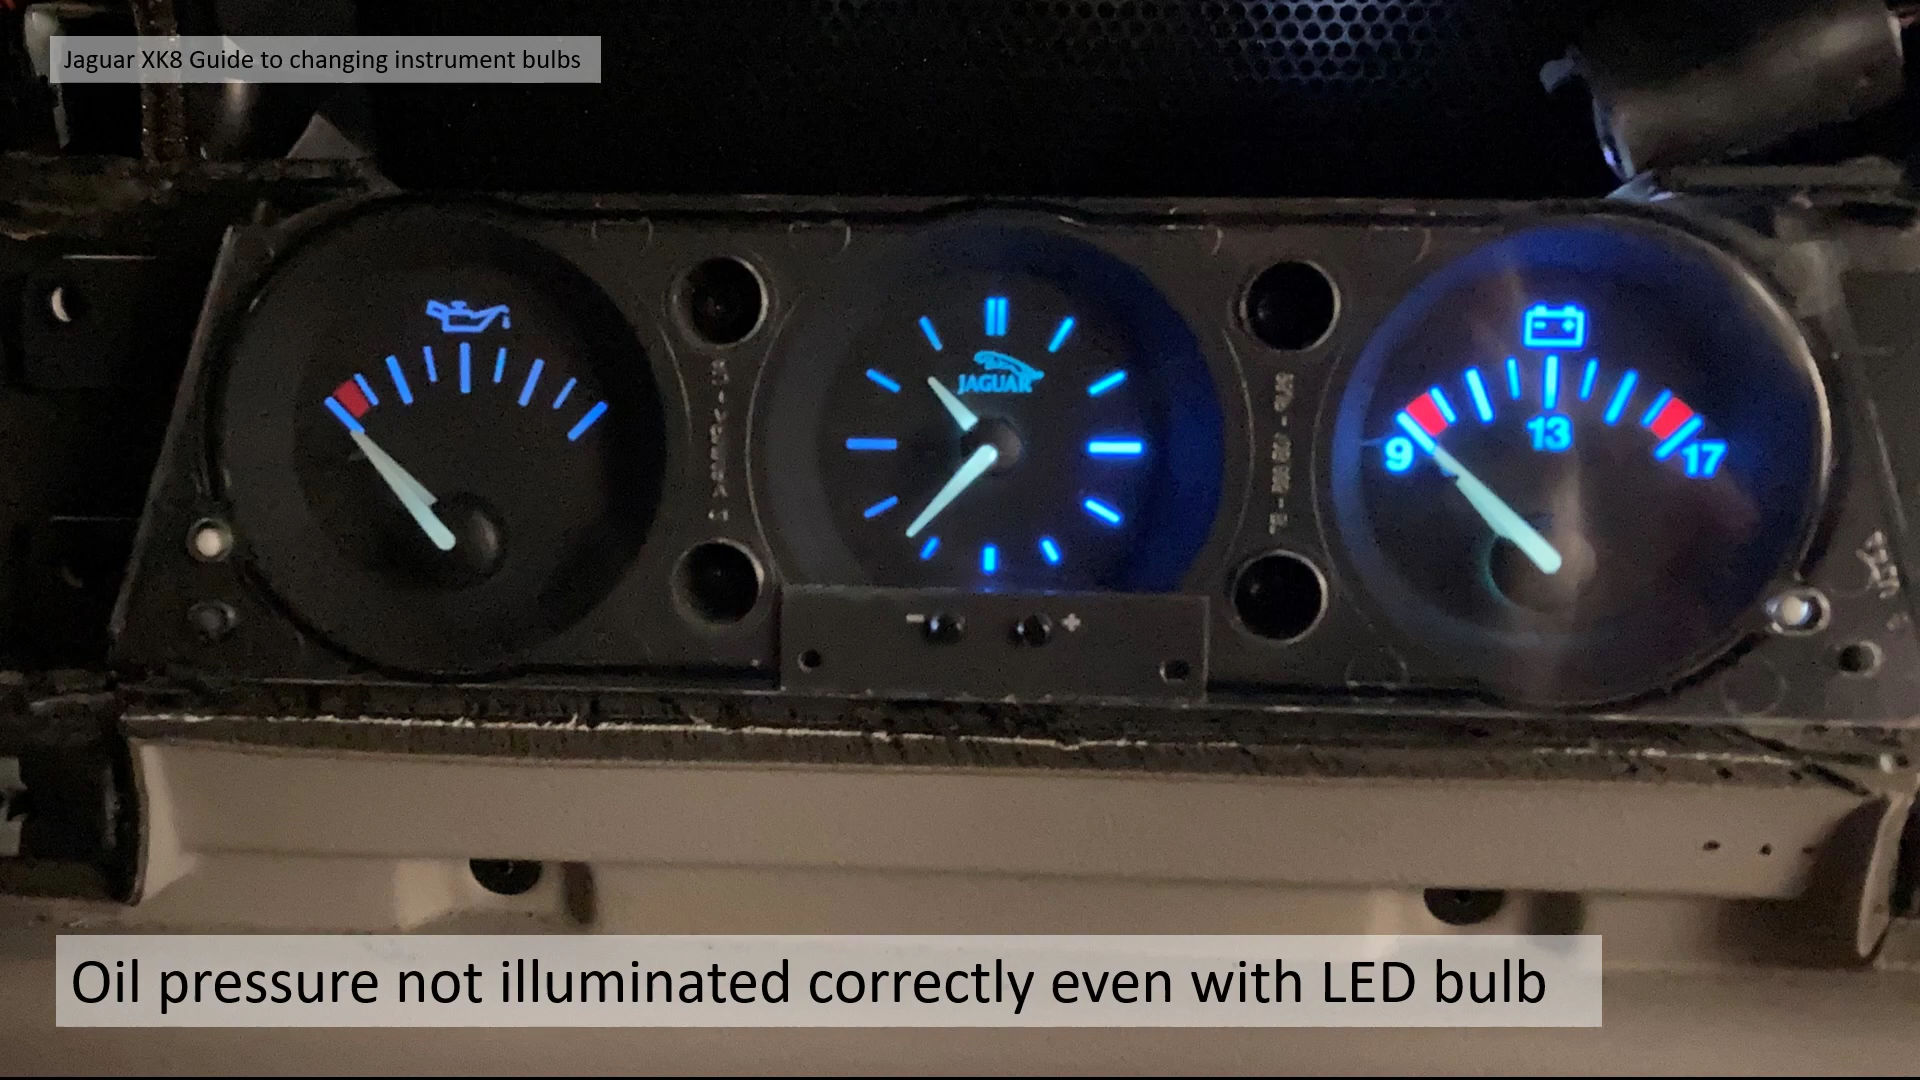 Jaguar XK8 Guide to changing instrument bulbs
JAGUAR
9
13
17
- +
Oil pressure not illuminated correctly even with LED bulb